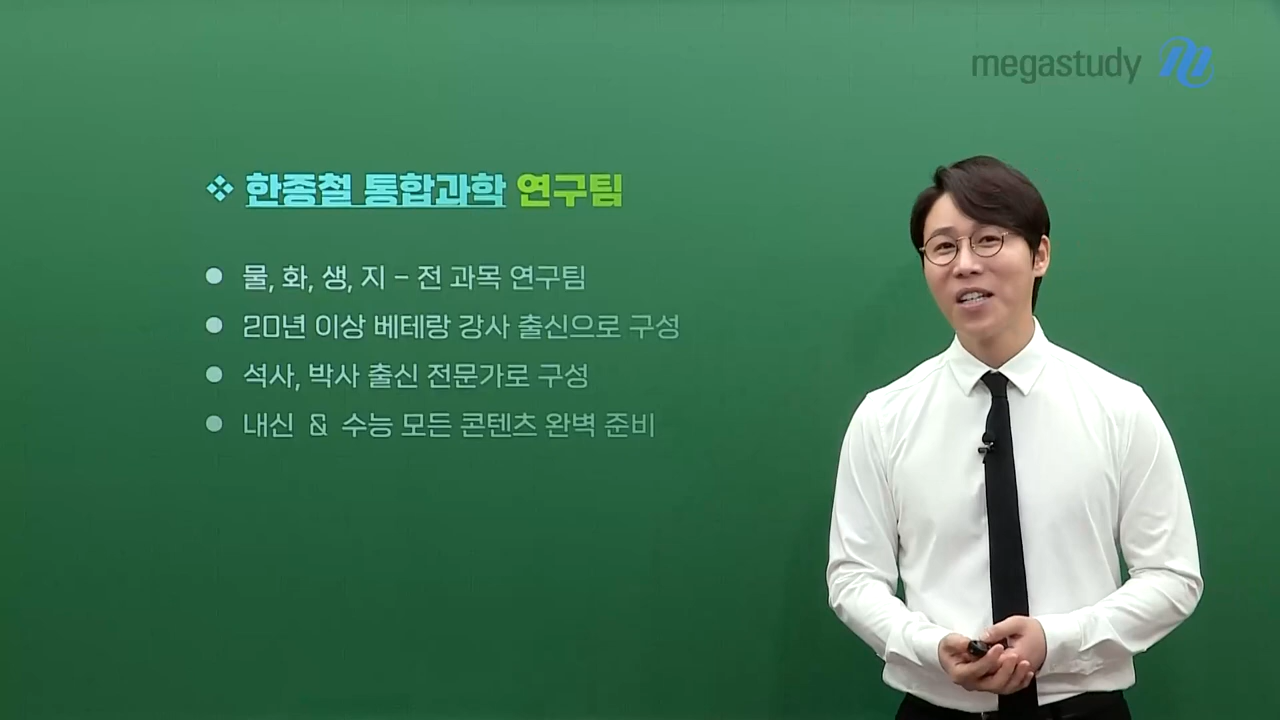 megastudy
❖ 한종철 통합과학 연구팀
● 물, 화, 생, 지 – 전 과목 연구팀
● 20년 이상 베테랑 강사 출신으로 구성
● 석사, 박사 출신 전문가로 구성
● 내신 & 수능 모든 콘텐츠 완벽 준비